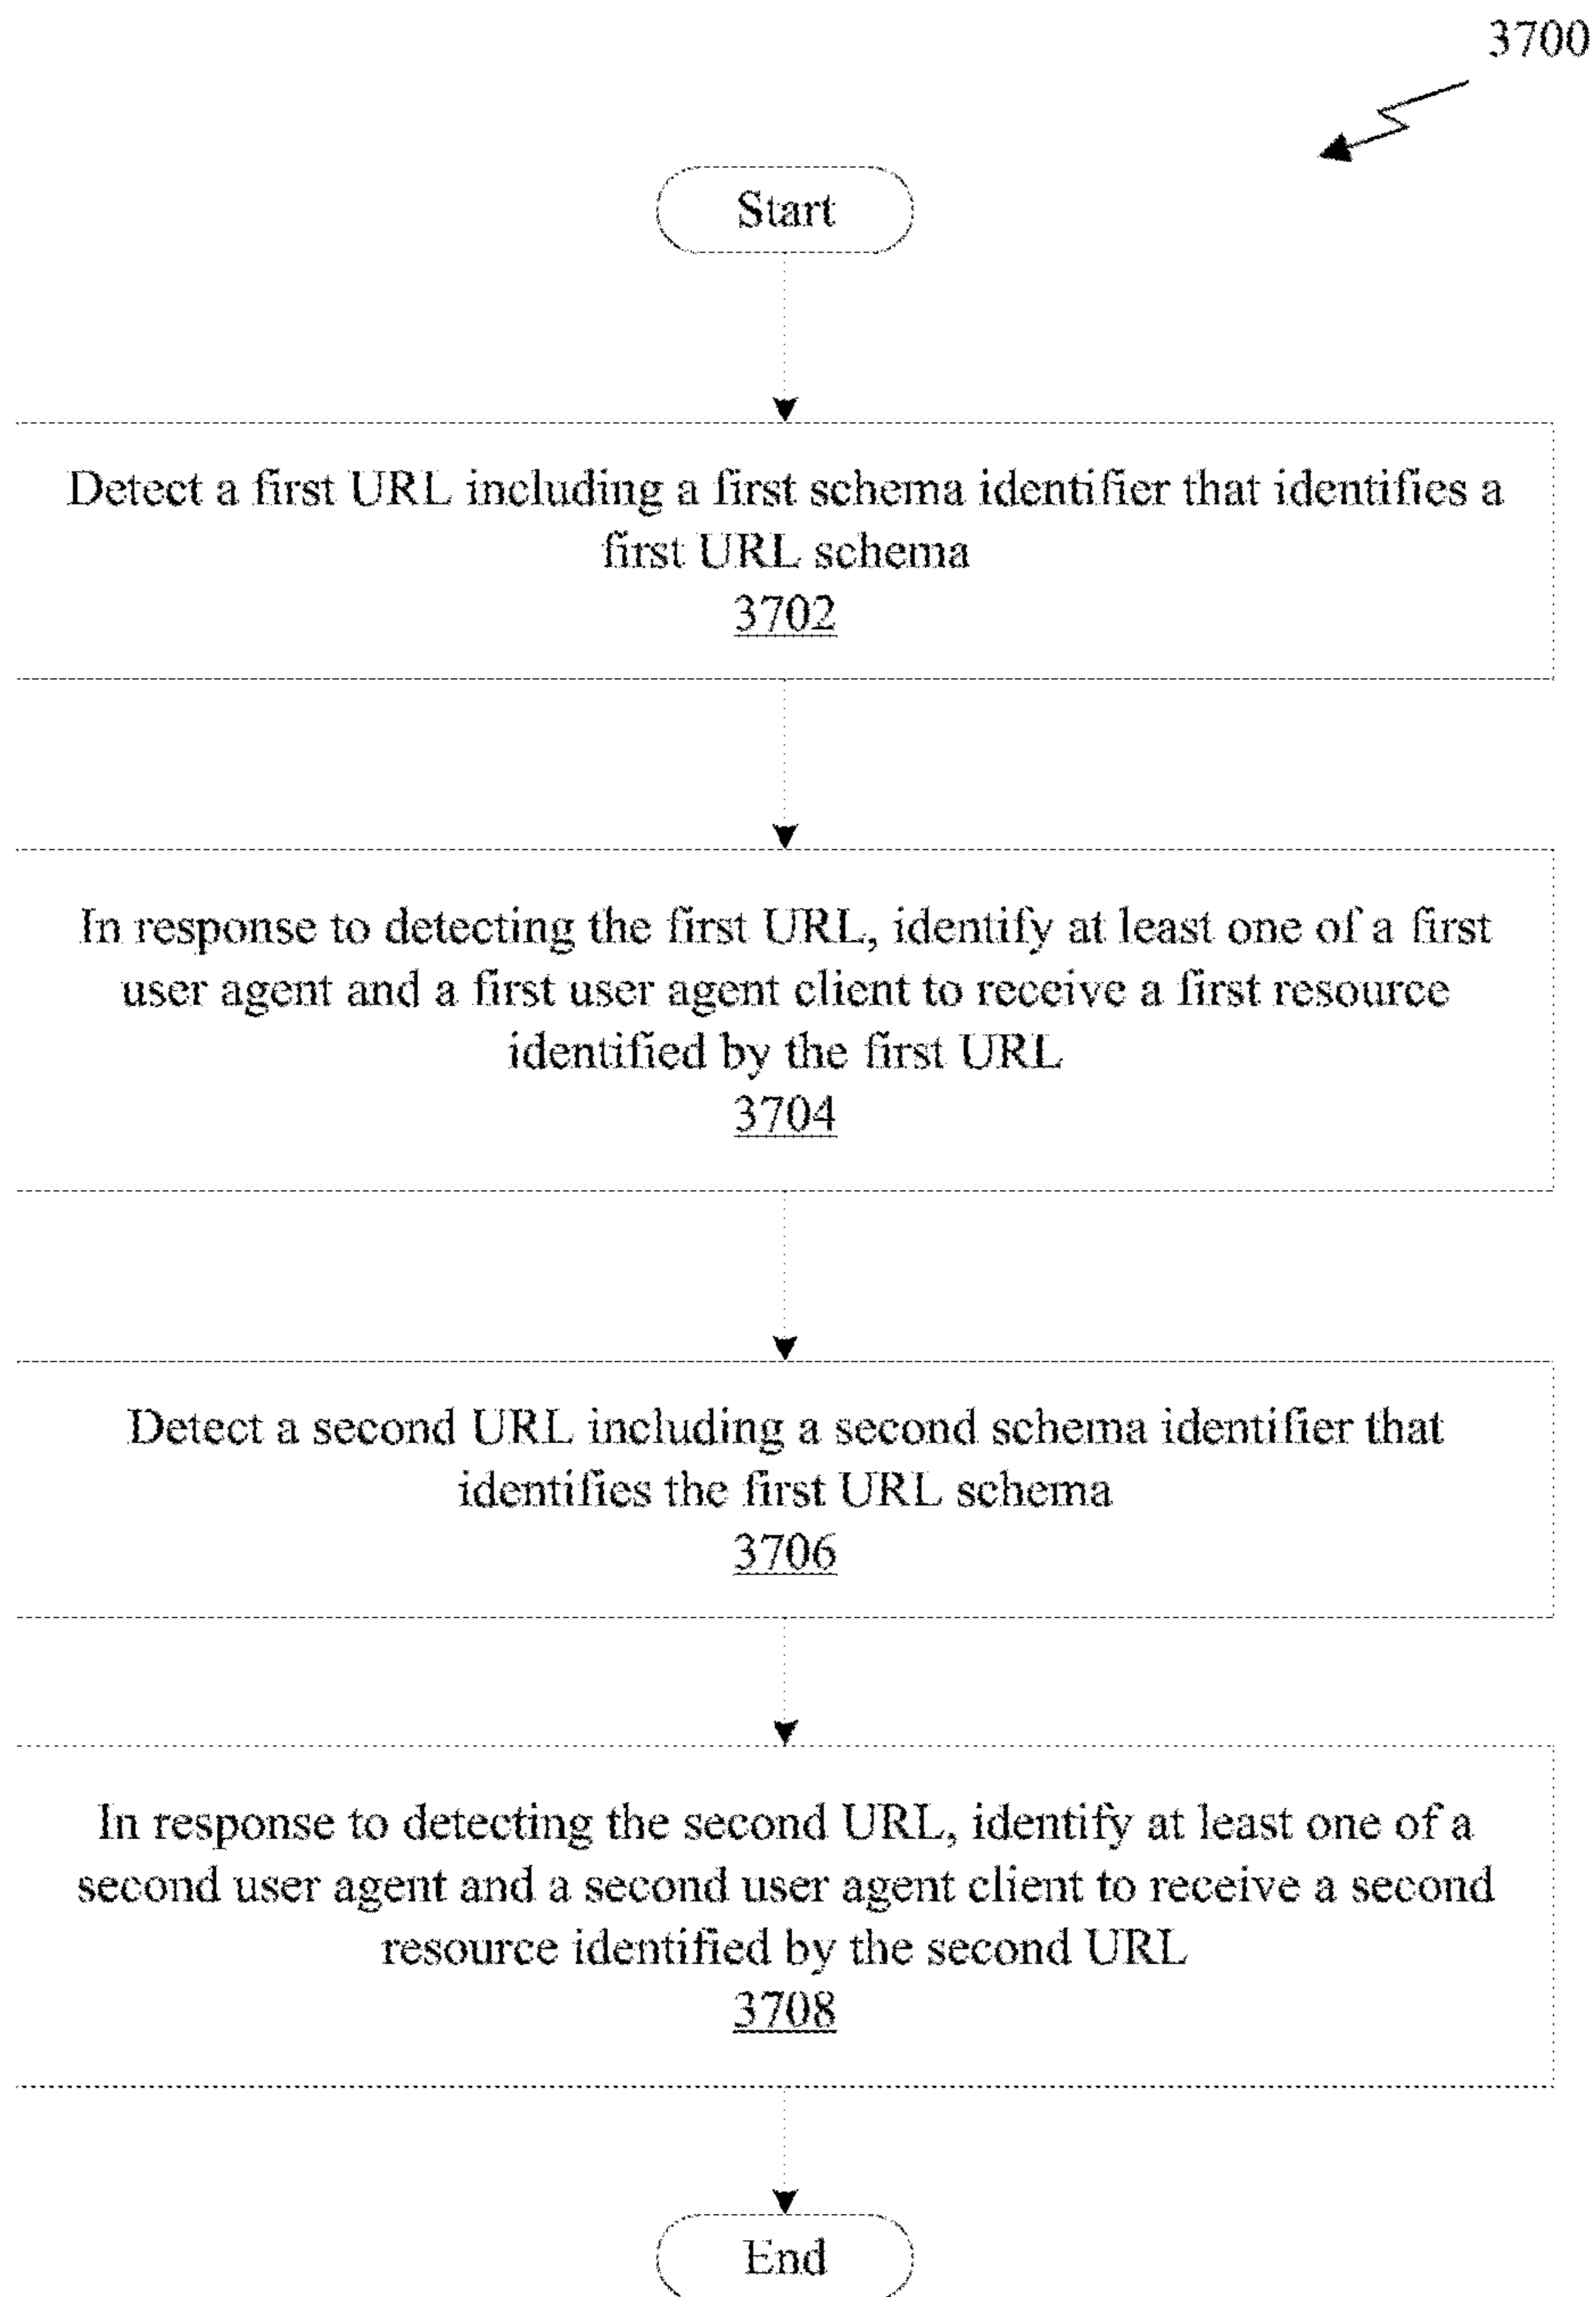 3700
Start
Detect a first URL including a first schema identifier that identifies a
first URL schema
3702
In response to detecting the first URL, identify at least one of a first
user agent and a first user agent client to receive a first resource
identified by the first URL
3704
Detect a second URL including a second schema identifier that
identifies the first URL schema
3706
In response to detecting the second URL, identify at least one of a
second user agent and a second user agent client to receive a second
resource identified by the second URL
3708
End